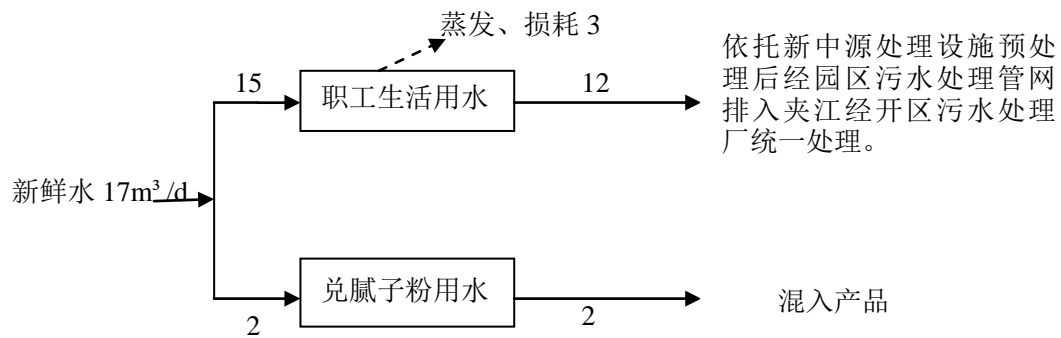 蒸发、损耗 3
15
职工生活用水
12
依托新中源处理设施预处
理后经园区污水处理管网
排入夹江经开区污水处理
厂统一处理。
新鲜水 17m³/d
兑腻子粉用水
2
2
混入产品